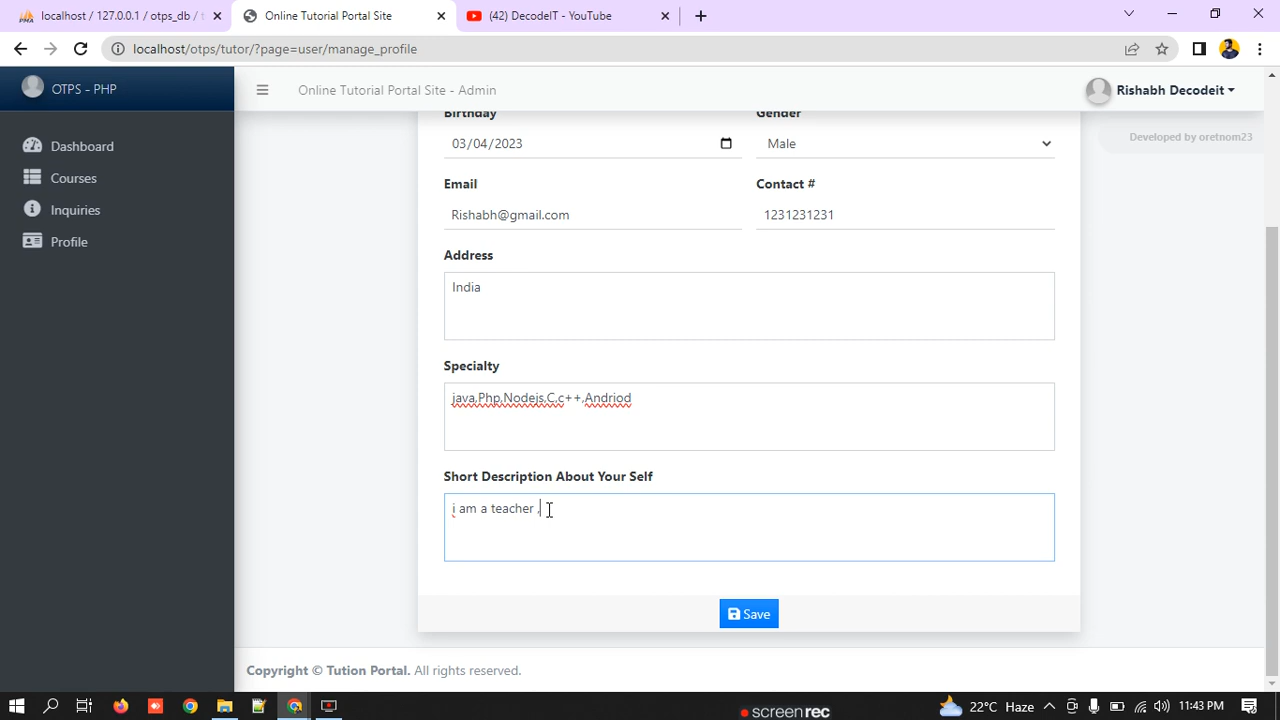 localhost / 127.0.0.1 / otps_db / t
Online Tutorial Portal Site
(42) DecodeIT - YouTube
localhost/otps/tutor/?page=user/manage_profile
OTPS - PHP
Online Tutorial Portal Site - Admin
Rishabh Decodeit
Developed by oretnom23
Dashboard
Courses
Inquiries
Profile
Birthday
Gender
03/04/2023
Male
Email
Contact #
Rishabh@gmail.com
1231231231
Address
India
Specialty
java,Php,Nodejs,C,c++,Andriod
Short Description About Your Self
i am a teacher ,
Save
Copyright © Tution Portal. All rights reserved.
22°C Haze
11:43 PM
screenrec